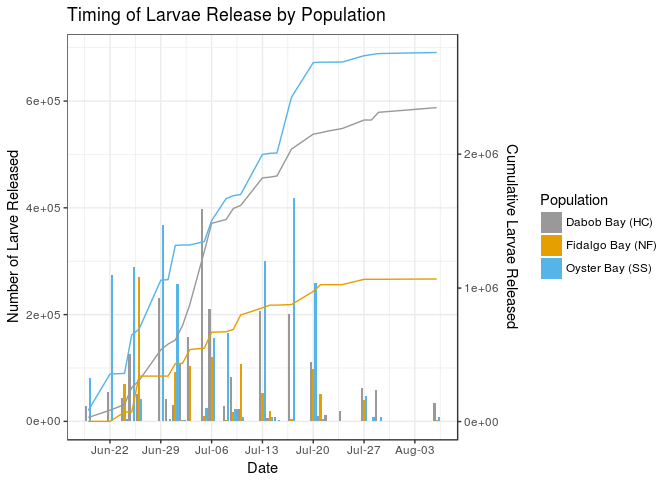 Timing of Larvae Release by Population
Number of Larve Released
6e+05
4e+05
2e+05
0e+00
2e+06
1e+06
0e+00
Cumulative Larvae Released
Jun-22 Jun-29 Jul-06 Jul-13 Jul-20 Jul-27 Aug-03
Date
Population
Dabob Bay (HC)
Fidalgo Bay (NF)
Oyster Bay (SS)